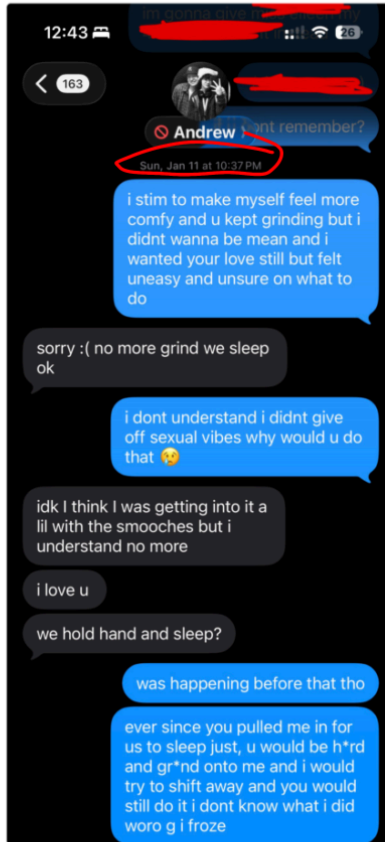 im gonna give
12:43
26
163
Andrew
ont remember?
Sun, Jan 11 at 10:37 PM
i stim to make myself feel more
comfy and u kept grinding but i
didnt wanna be mean and i
wanted your love still but felt
uneasy and unsure on what to
do
sorry :( no more grind we sleep
ok
i dont understand i didnt give
off sexual vibes why would u do
that 😢
idk I think I was getting into it a
lil with the smooches but i
understand no more
i love u
we hold hand and sleep?
was happening before that tho
ever since you pulled me in for
us to sleep just, u would be h*rd
and gr*nd onto me and i would
try to shift away and you would
still do it i dont know what i did
woro g i froze